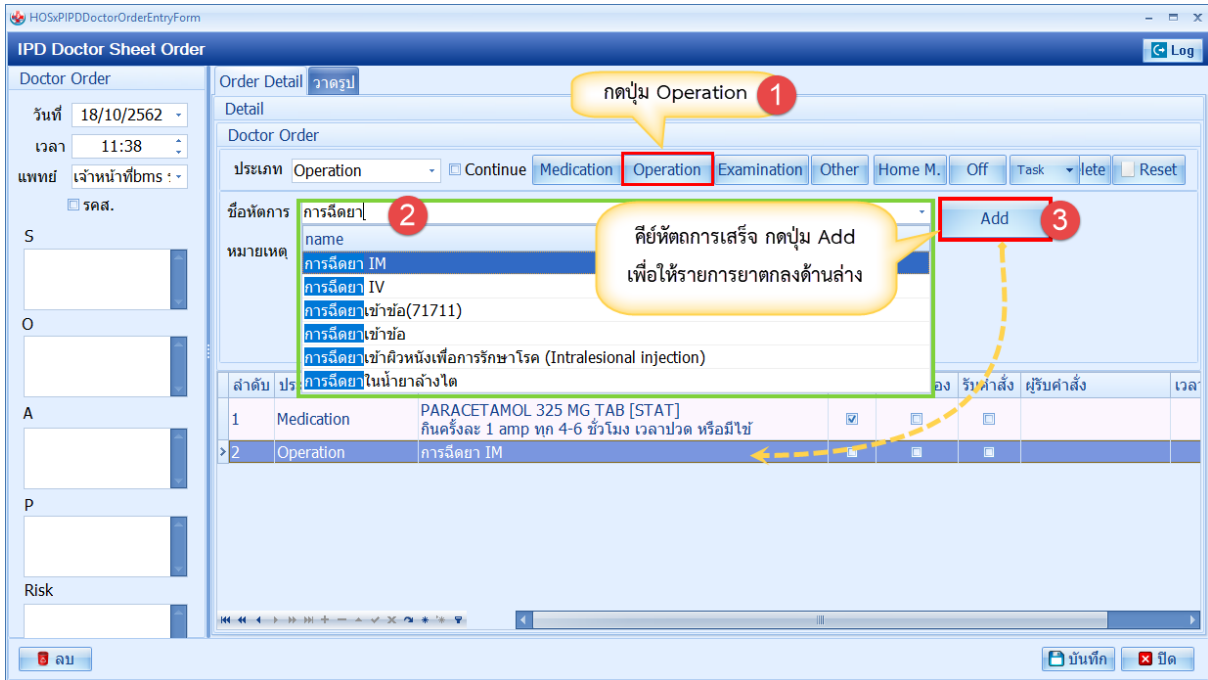 HOSxPIPDDoctorOrderEntryForm
IPD Doctor Sheet Order
Log
Doctor Order
วันที่ 18/10/2562
เวลา 11:38
แพทย์ เจ้าหน้าที่bms :
รคส.
S
O
A
P
Risk
Order Detail วาดรูป
Detail
Doctor Order
กดปุ่ม Operation 1
ประเภท Operation Continue Medication Operation Examination Other Home M. Off Task lete Reset
ชื่อหัตการ การฉีดยา 2
Add 3
หมายเหตุ
name
การฉีดยา IM
การฉีดยา IV
การฉีดยาเข้าข้อ(71711)
การฉีดยาเข้าข้อ
การฉีดยาเข้าผิวหนังเพื่อการรักษาโรค (Intralesional injection)
การฉีดยาในน้ำยาล้างไต
คีย์หัตถการเสร็จ กดปุ่ม Add
เพื่อให้รายการยาตกลงด้านล่าง
ลำดับ ประ อง รับคำสั่ง ผู้รับคำสั่ง เวลา
1 Medication PARACETAMOL 325 MG TAB [STAT]
กินครั้งละ 1 amp ทุก 4-6 ชั่วโมง เวลาปวด หรือมีไข้
2 Operation การฉีดยา IM
ลบ
บันทึก ปิด